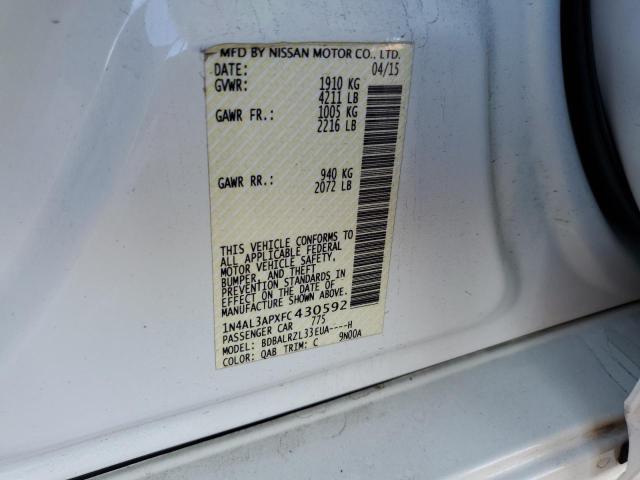 MFD BY NISSAN MOTOR CO., LTD.
DATE: 04/15
GVWR: 1910 KG
4211 LB
GAWR FR.: 1005 KG
2216 LB
GAWR RR.: 940 KG
2072 LB
THIS VEHICLE CONFORMS TO
ALL APPLICABLE FEDERAL
MOTOR VEHICLE SAFETY,
BUMPER, AND THEFT
PREVENTION STANDARDS IN
EFFECT ON THE DATE OF
MANUFACTURE SHOWN ABOVE.
1N4AL3APXFC430592
PASSENGER CAR 775
MODEL: BDBALRZL33EUA----H
COLOR: QAB TRIM: C 9N00A